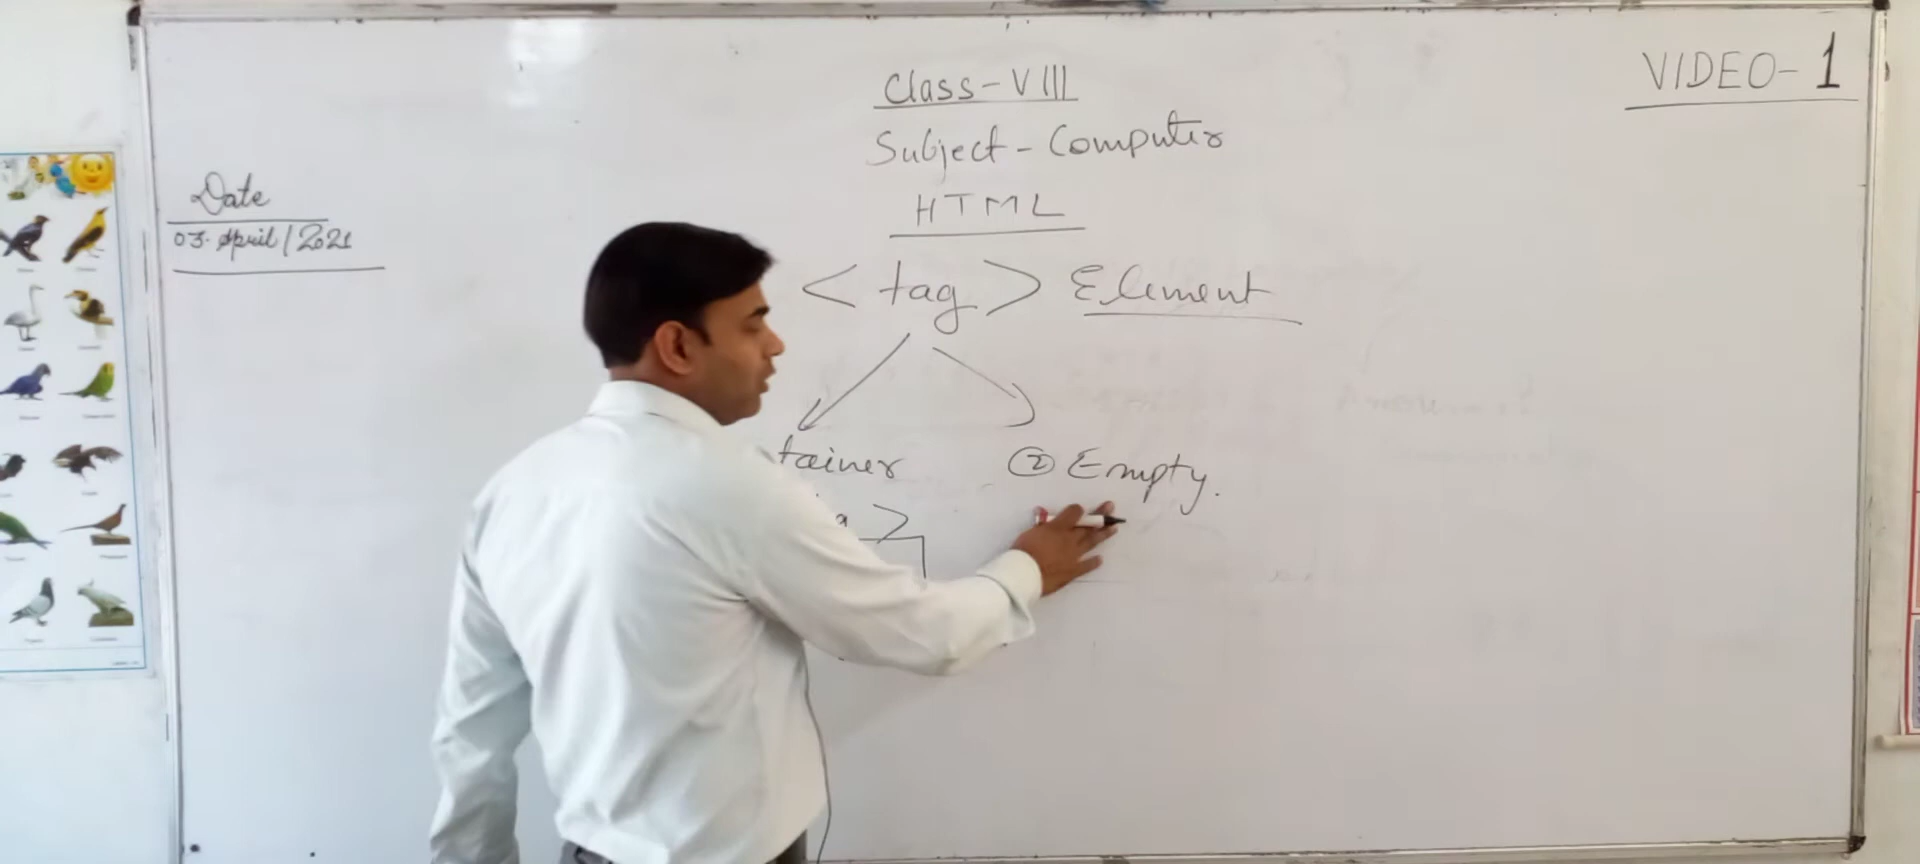 VIDEO-1
Class-VIII
Subject-Computer
HTML
Date
03. April/2021
<tag> Element
tainer
② Empty.
>